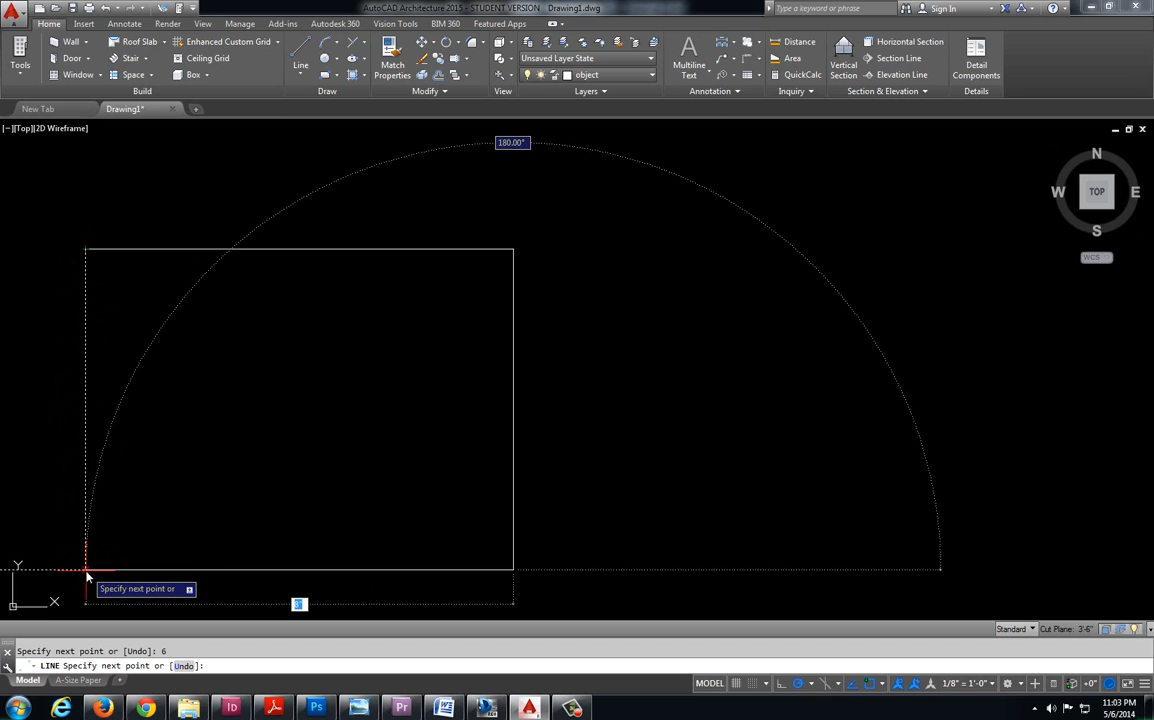 AutoCAD Architecture 2015 - STUDENT VERSION Drawing1.dwg
Type a keyword or phrase
Sign In
Home Insert Annotate Render View Manage Add-ins Autodesk 360 Vision Tools BIM 360 Featured Apps
Tools
Wall
Door
Window
Roof Slab
Stair
Space
Enhanced Custom Grid
Ceiling Grid
Box
Build
Line
Draw
Match
Properties
Modify
View
Unsaved Layer State
object
Layers
Multiline
Text
Annotation
Distance
Area
QuickCalc
Inquiry
Vertical
Section
Horizontal Section
Section Line
Elevation Line
Section & Elevation
Detail
Components
Details
New Tab
Drawing1*
[−][Top][2D Wireframe]
180.00°
N
W TOP E
S
WCS
Y
X
Specify next point or
8"
Standard Cut Plane: 3'-6"
Specify next point or [Undo]: 6
LINE Specify next point or [Undo]:
Model A-Size Paper
MODEL
1/8" = 1'-0"
+0"
Id
Ps
Pr
11:03 PM
5/6/2014